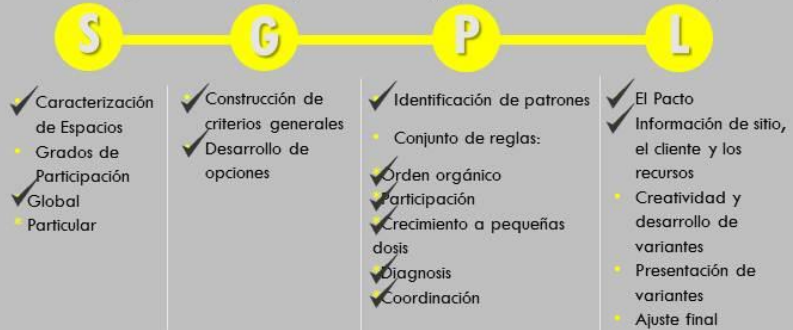 S G P L
Caracterización
de Espacios
Grados de
Participación
Global
Particular
Construcción de
criterios generales
Desarrollo de
opciones
Identificación de patrones
Conjunto de reglas:
Orden orgánico
Participación
Crecimiento a pequeñas
dosis
Diagnosis
Coordinación
El Pacto
Información de sitio,
el cliente y los
recursos
Creatividad y
desarrollo de
variantes
Presentación de
variantes
Ajuste final